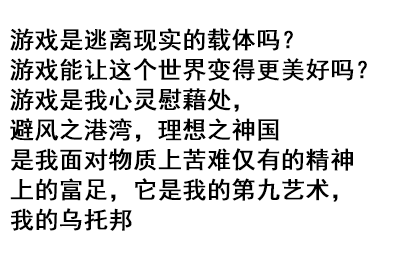 游戏是逃离现实的载体吗？
游戏能让这个世界变得更美好吗？
游戏是我心灵慰藉处，
避风之港湾，理想之神国
是我面对物质上苦难仅有的精神
上的富足，它是我的第九艺术，
我的乌托邦